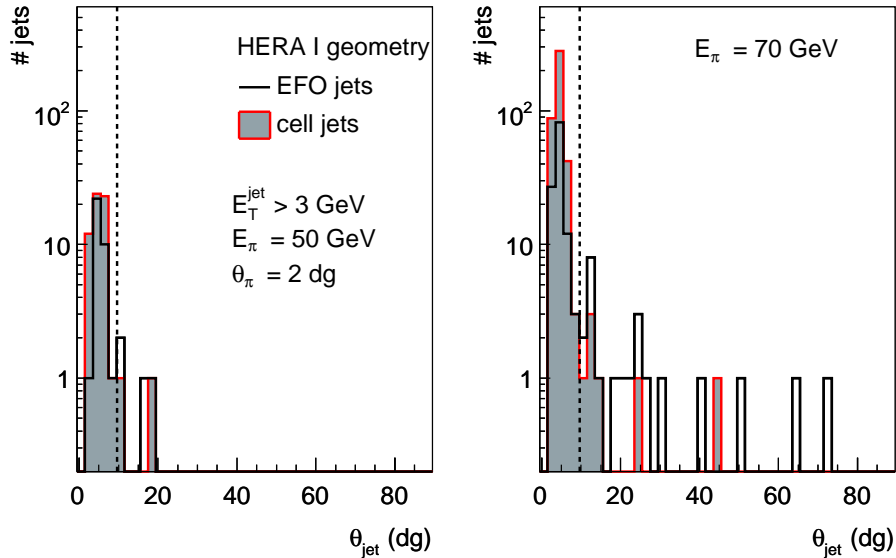 # jets
HERA I geometry
EFO jets
cell jets
E_T^jet > 3 GeV
E_π = 50 GeV
θ_π = 2 dg
10²
10
1
0 20 40 60 80
θ_jet (dg)
# jets
E_π = 70 GeV
10²
10
1
0 20 40 60 80
θ_jet (dg)